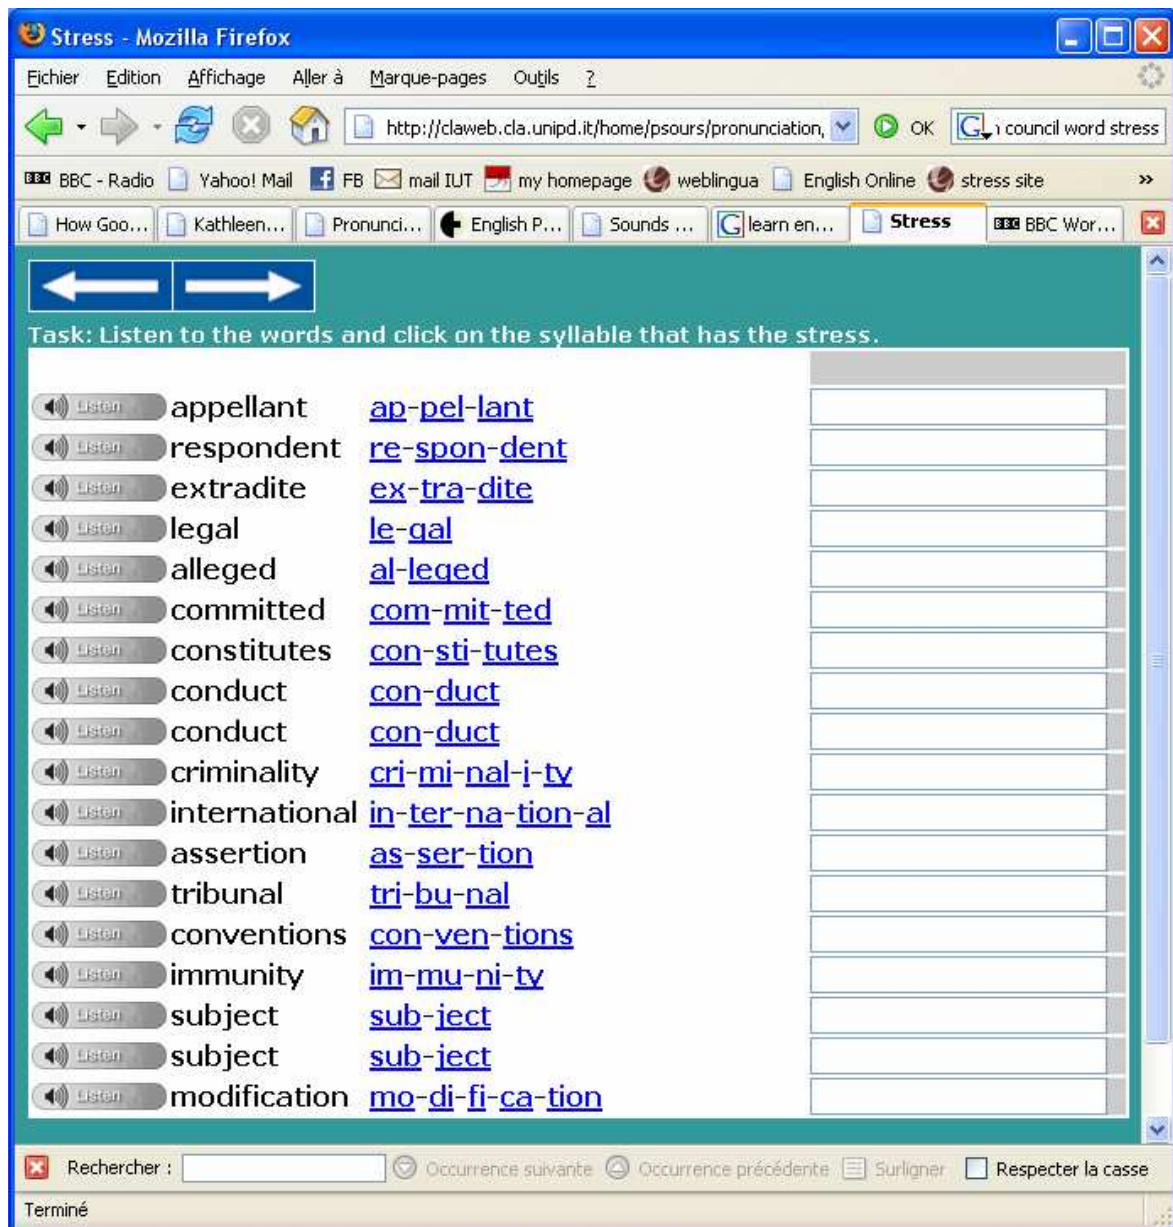 Stress - Mozilla Firefox
Fichier Edition Affichage Aller à Marque-pages Outils ?
http://claweb.cla.unipd.it/home/psours/pronunciation, OK council word stress
BBC BBC - Radio Yahoo! Mail FB mail IUT my homepage weblingua English Online stress site »
How Goo... Kathleen... Pronunci... English P... Sounds ... learn en... Stress BBC BBC Wor...
Task: Listen to the words and click on the syllable that has the stress.
Listen appellant ap-pel-lant
Listen respondent re-spon-dent
Listen extradite ex-tra-dite
Listen legal le-gal
Listen alleged al-leged
Listen committed com-mit-ted
Listen constitutes con-sti-tutes
Listen conduct con-duct
Listen conduct con-duct
Listen criminality cri-mi-nal-i-ty
Listen international in-ter-na-tion-al
Listen assertion as-ser-tion
Listen tribunal tri-bu-nal
Listen conventions con-ven-tions
Listen immunity im-mu-ni-ty
Listen subject sub-ject
Listen subject sub-ject
Listen modification mo-di-fi-ca-tion
Rechercher : Occurrence suivante Occurrence précédente Surligner Respecter la casse
Terminé